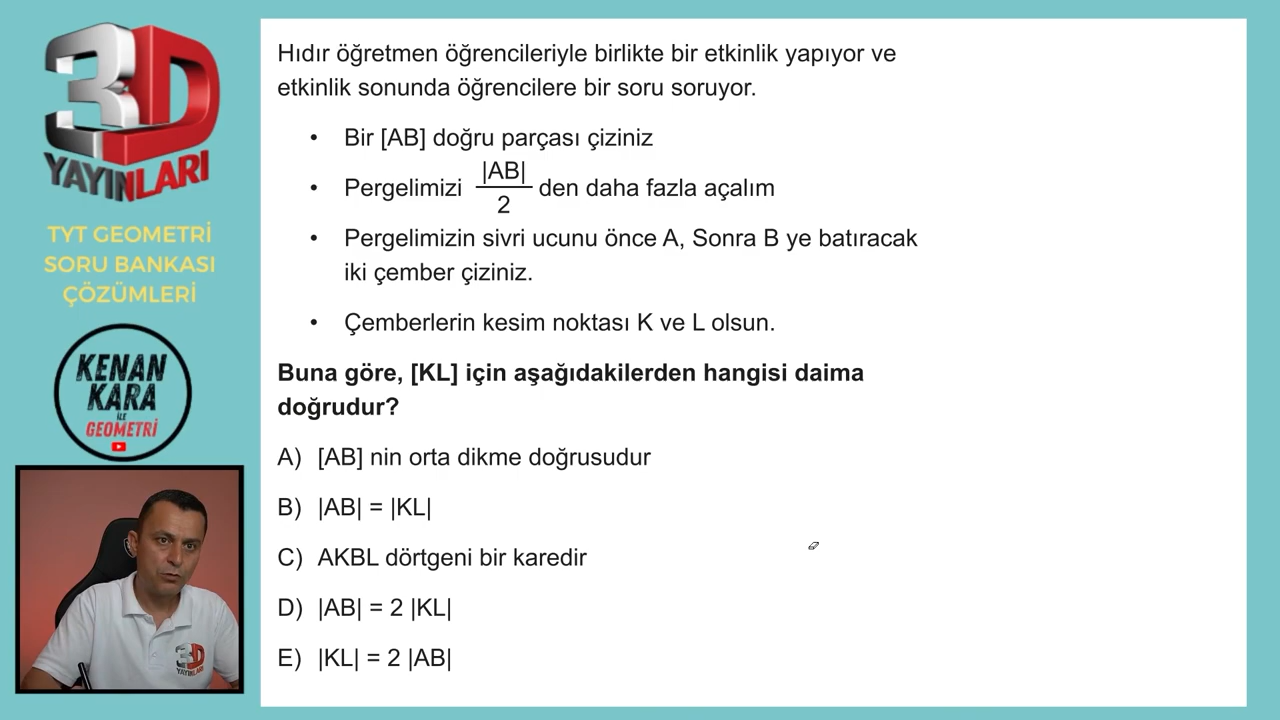 3D
YAYINLARI
TYT GEOMETRİ
SORU BANKASI
ÇÖZÜMLERİ
KENAN
KARA
İLE
GEOMETRİ
3D
YAYINLARI
Hıdır öğretmen öğrencileriyle birlikte bir etkinlik yapıyor ve
etkinlik sonunda öğrencilere bir soru soruyor.
• Bir [AB] doğru parçası çiziniz
• Pergelimizi |AB|/2 den daha fazla açalım
• Pergelimizin sivri ucunu önce A, Sonra B ye batıracak
iki çember çiziniz.
• Çemberlerin kesim noktası K ve L olsun.
Buna göre, [KL] için aşağıdakilerden hangisi daima
doğrudur?
A) [AB] nin orta dikme doğrusudur
B) |AB| = |KL|
C) AKBL dörtgeni bir karedir
D) |AB| = 2 |KL|
E) |KL| = 2 |AB|